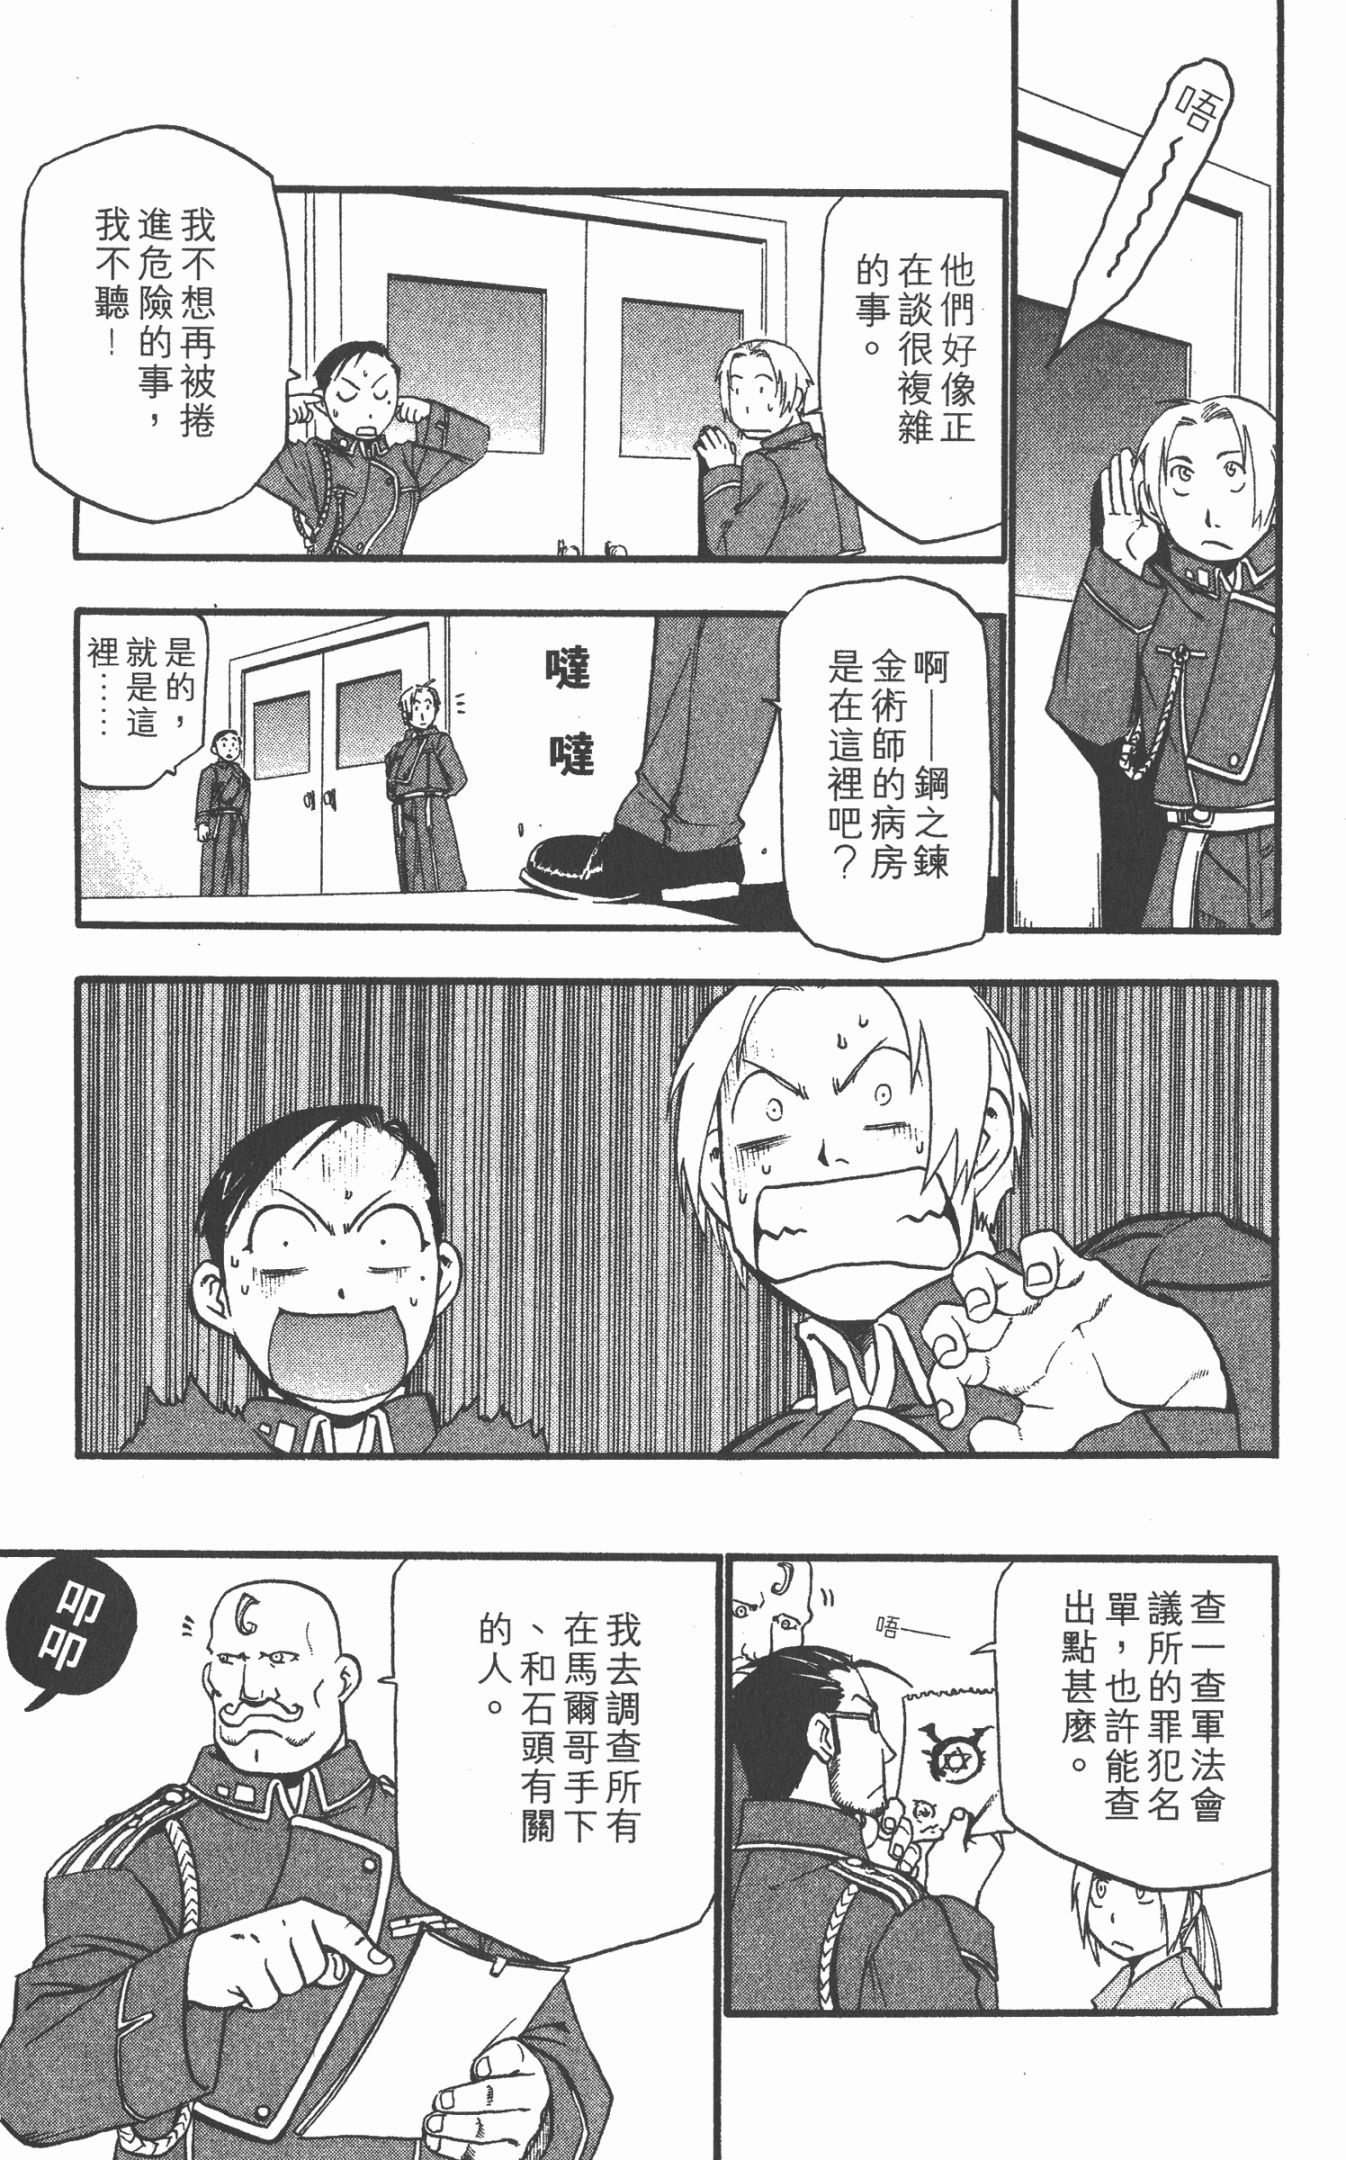 唔
他們好像正
在談很複雜
的事。
我不想再被捲
進危險的事，
我不聽！
啊——鋼之鍊
金術師的病房
是在這裡吧？
噠
噠
是的，
就是這
裡……
查一查軍法會
議所的罪犯名
單，也許能查
出點甚麼。
唔——
我去調查所有
在馬爾哥手下
、和石頭有關
的人。
叩叩